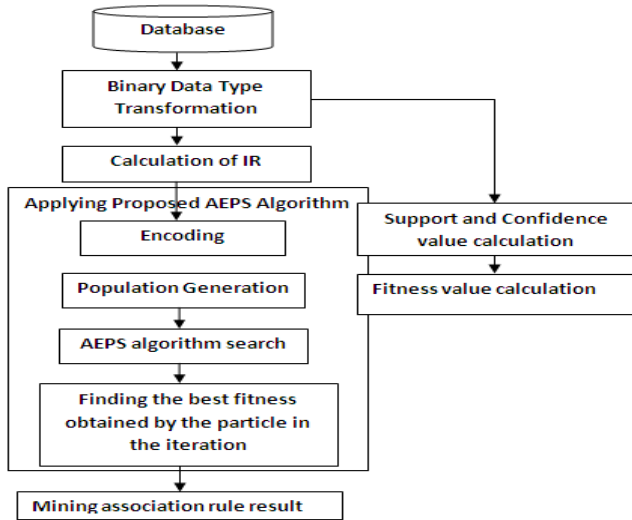 Database
Binary Data Type
Transformation
Calculation of IR
Applying Proposed AEPS Algorithm
Encoding
Support and Confidence
value calculation
Population Generation
Fitness value calculation
AEPS algorithm search
Finding the best fitness
obtained by the particle in
the iteration
Mining association rule result